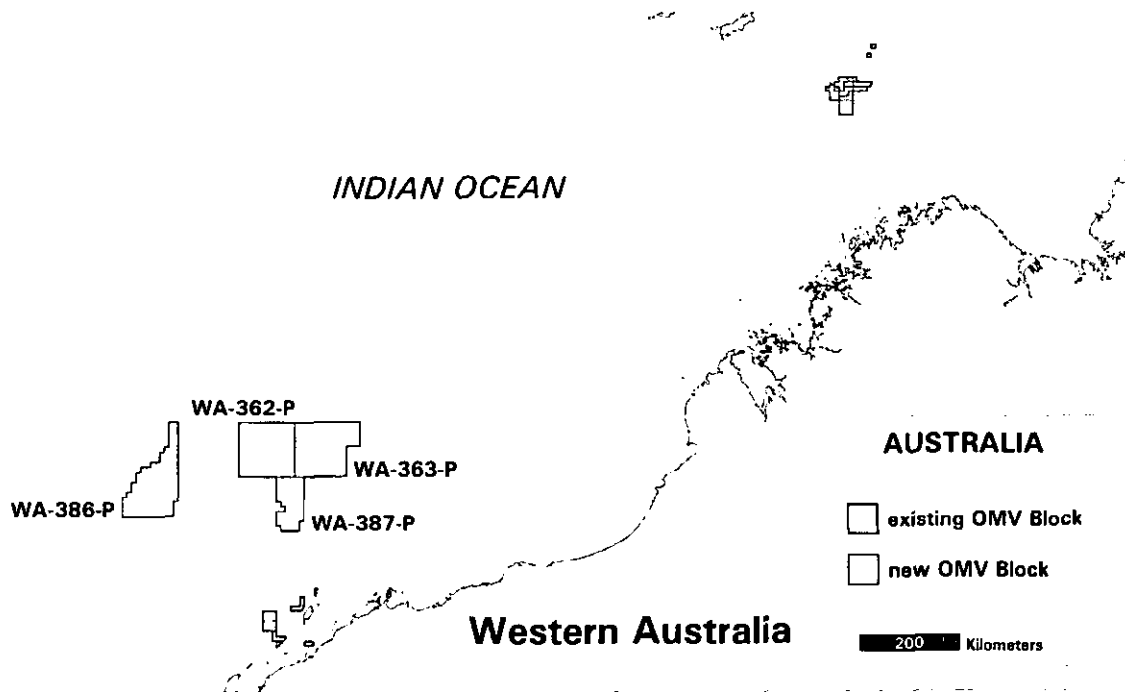 INDIAN OCEAN
WA-362-P
WA-363-P
WA-386-P
WA-387-P
AUSTRALIA
existing OMV Block
new OMV Block
Western Australia
200 Kilometers